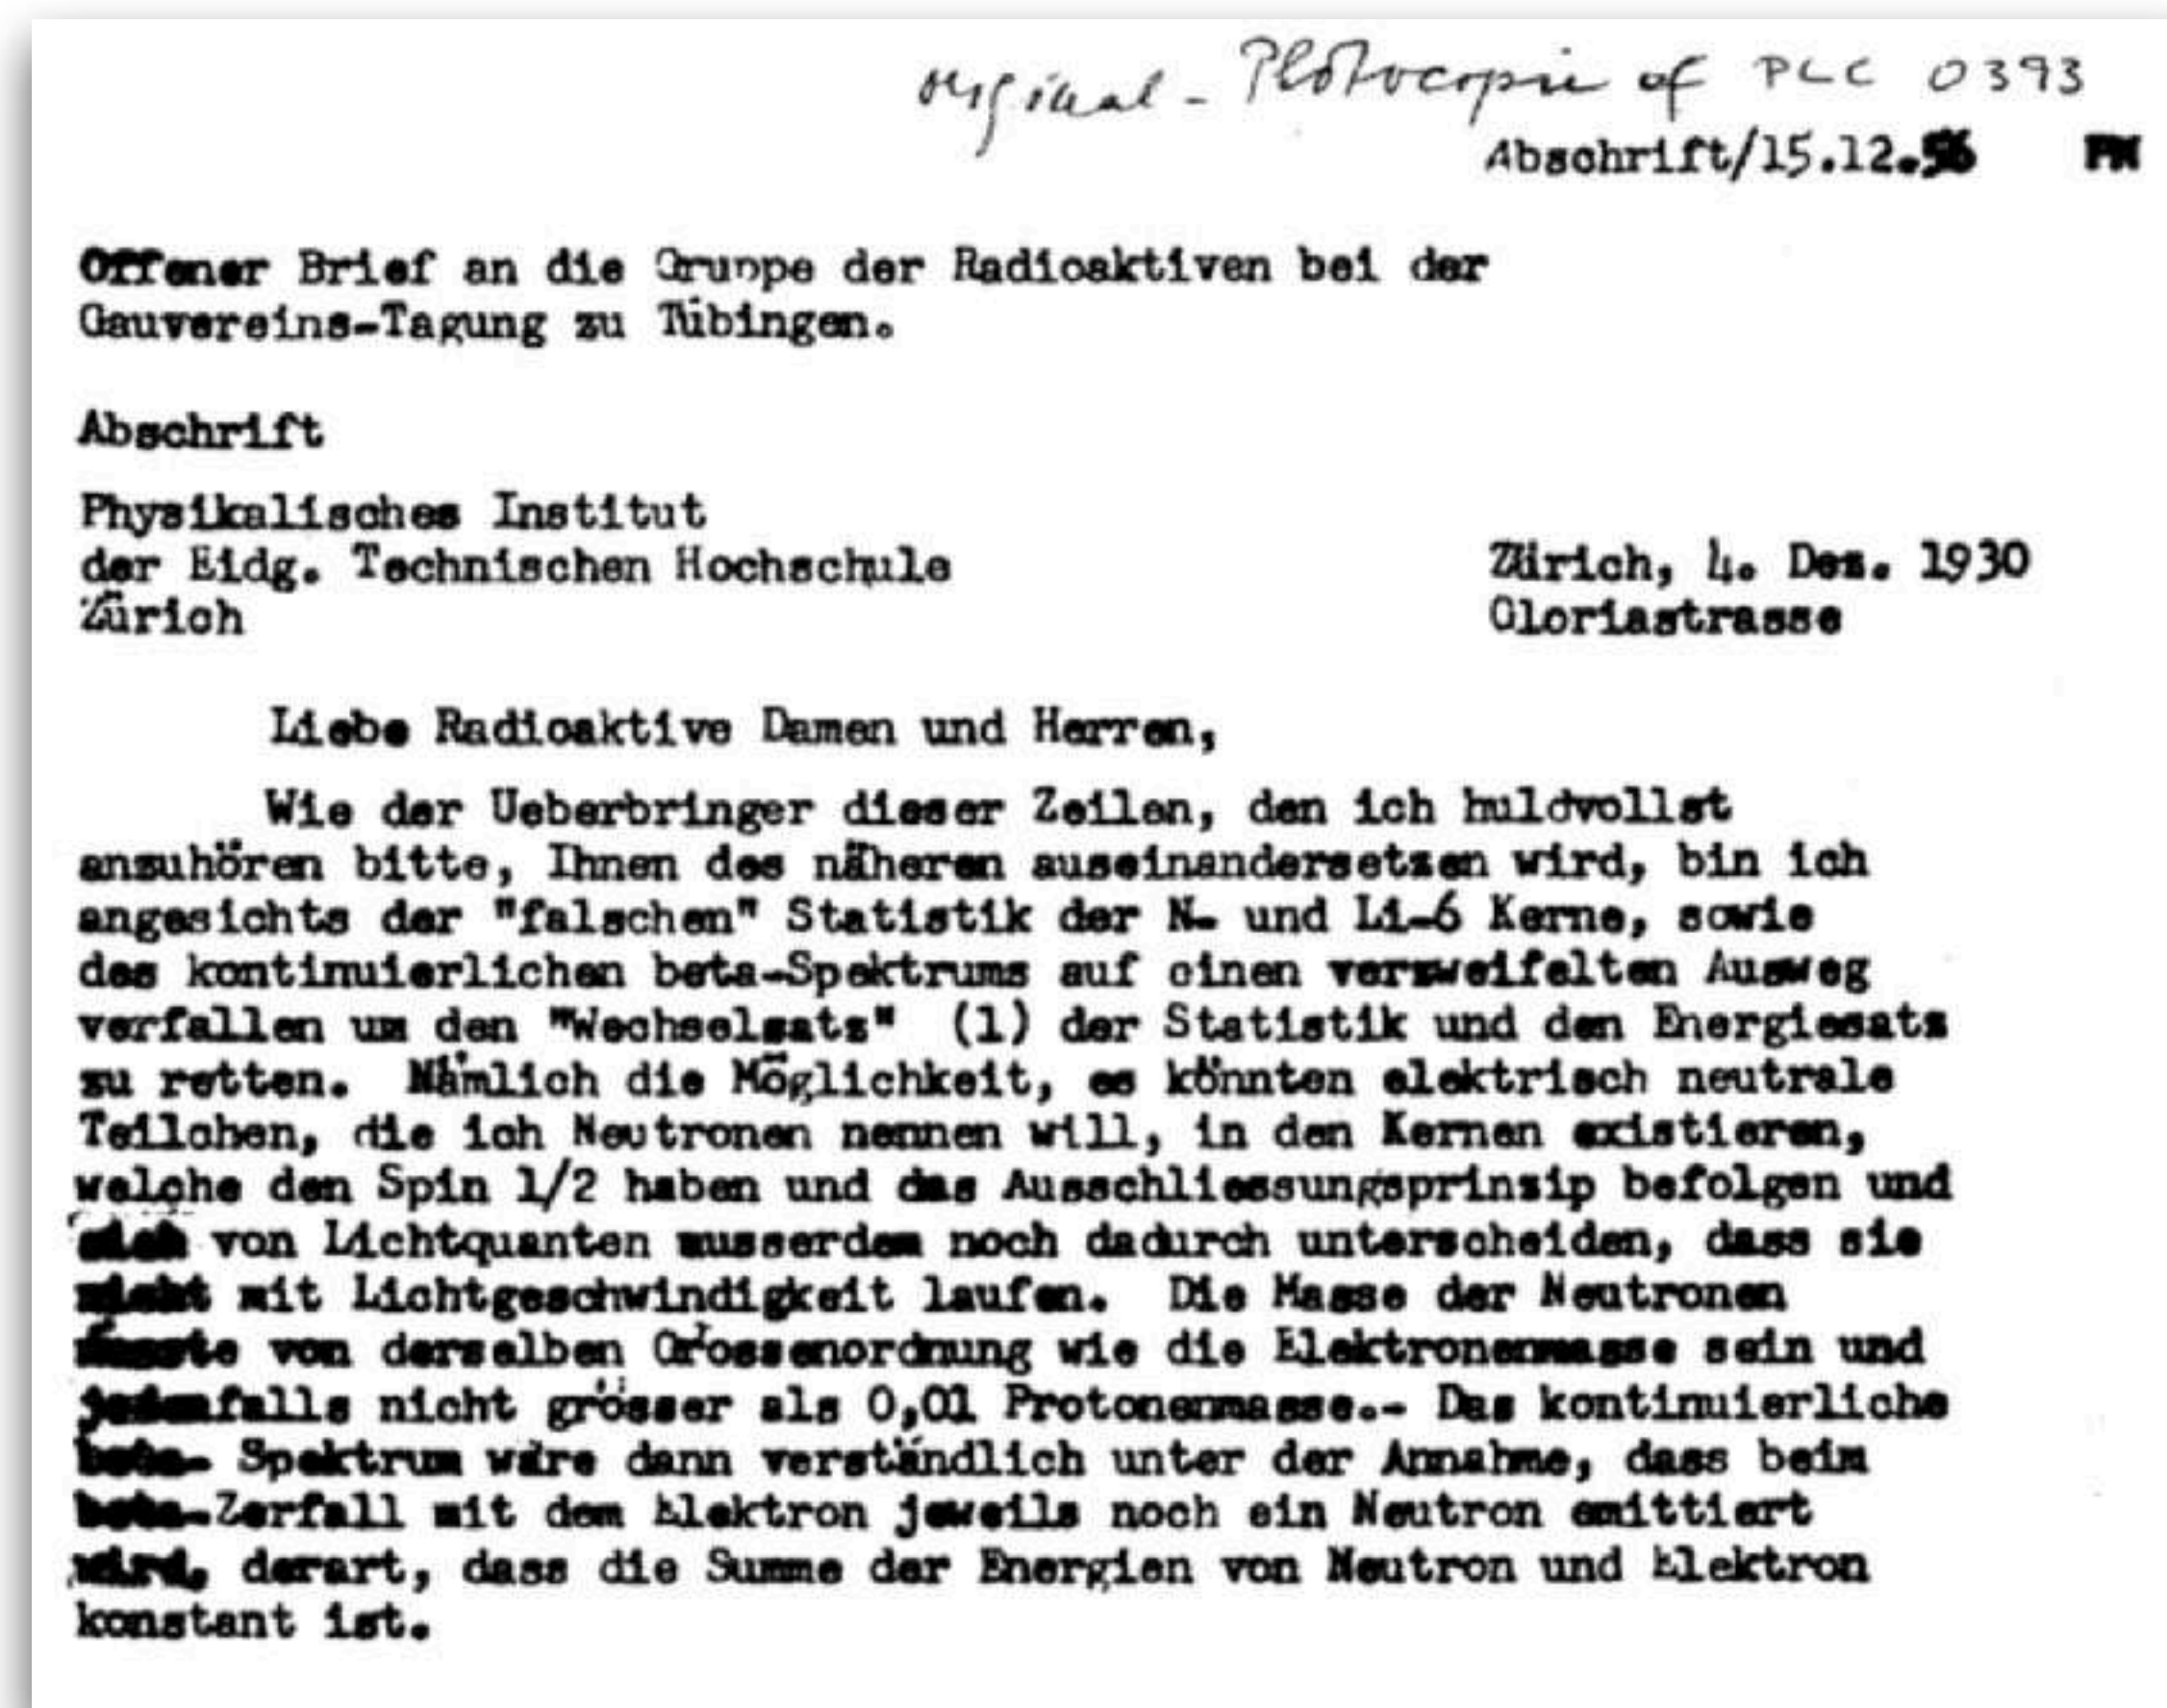 original - Photocopie of PLC 0393
Abschrift/15.12.56 PM
Offener Brief an die Gruppe der Radioaktiven bei der
Gauvereins-Tagung zu Tübingen.
Abschrift
Physikalisches Institut
der Eidg. Technischen Hochschule
Zürich
Zürich, 4. Dez. 1930
Gloriastrasse
Liebe Radioaktive Damen und Herren,
Wie der Ueberbringer dieser Zeilen, den ich huldvollst
anzuhören bitte, Ihnen des näheren auseinandersetzen wird, bin ich
angesichts der "falschen" Statistik der N- und Li-6 Kerne, sowie
des kontinuierlichen beta-Spektrums auf einen verzweifelten Ausweg
verfallen um den "Wechselsatz" (1) der Statistik und den Energiesatz
zu retten. Nämlich die Möglichkeit, es könnten elektrisch neutrale
Teilchen, die ich Neutronen nennen will, in den Kernen existieren,
welche den Spin 1/2 haben und das Ausschliessungsprinzip befolgen und
sich von Lichtquanten ausserdem noch dadurch unterscheiden, dass sie
nicht mit Lichtgeschwindigkeit laufen. Die Masse der Neutronen
müsste von derselben Grossenordnung wie die Elektronenmasse sein und
jedenfalls nicht grösser als 0,01 Protonenmasse.- Das kontinuierliche
beta- Spektrum wäre dann verständlich unter der Annahme, dass beim
beta-Zerfall mit dem Elektron jeweils noch ein Neutron emittiert
wird, derart, dass die Summe der Energien von Neutron und Elektron
konstant ist.